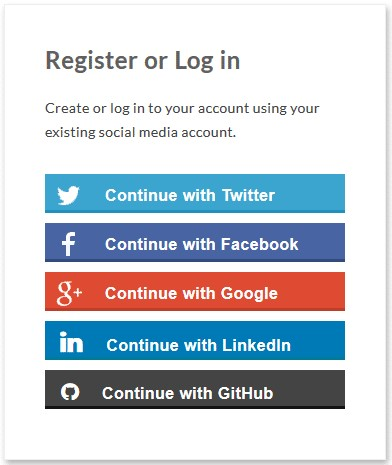 Register or Log in
Create or log in to your account using your
existing social media account.
Continue with Twitter
Continue with Facebook
g+ Continue with Google
in Continue with LinkedIn
Continue with GitHub